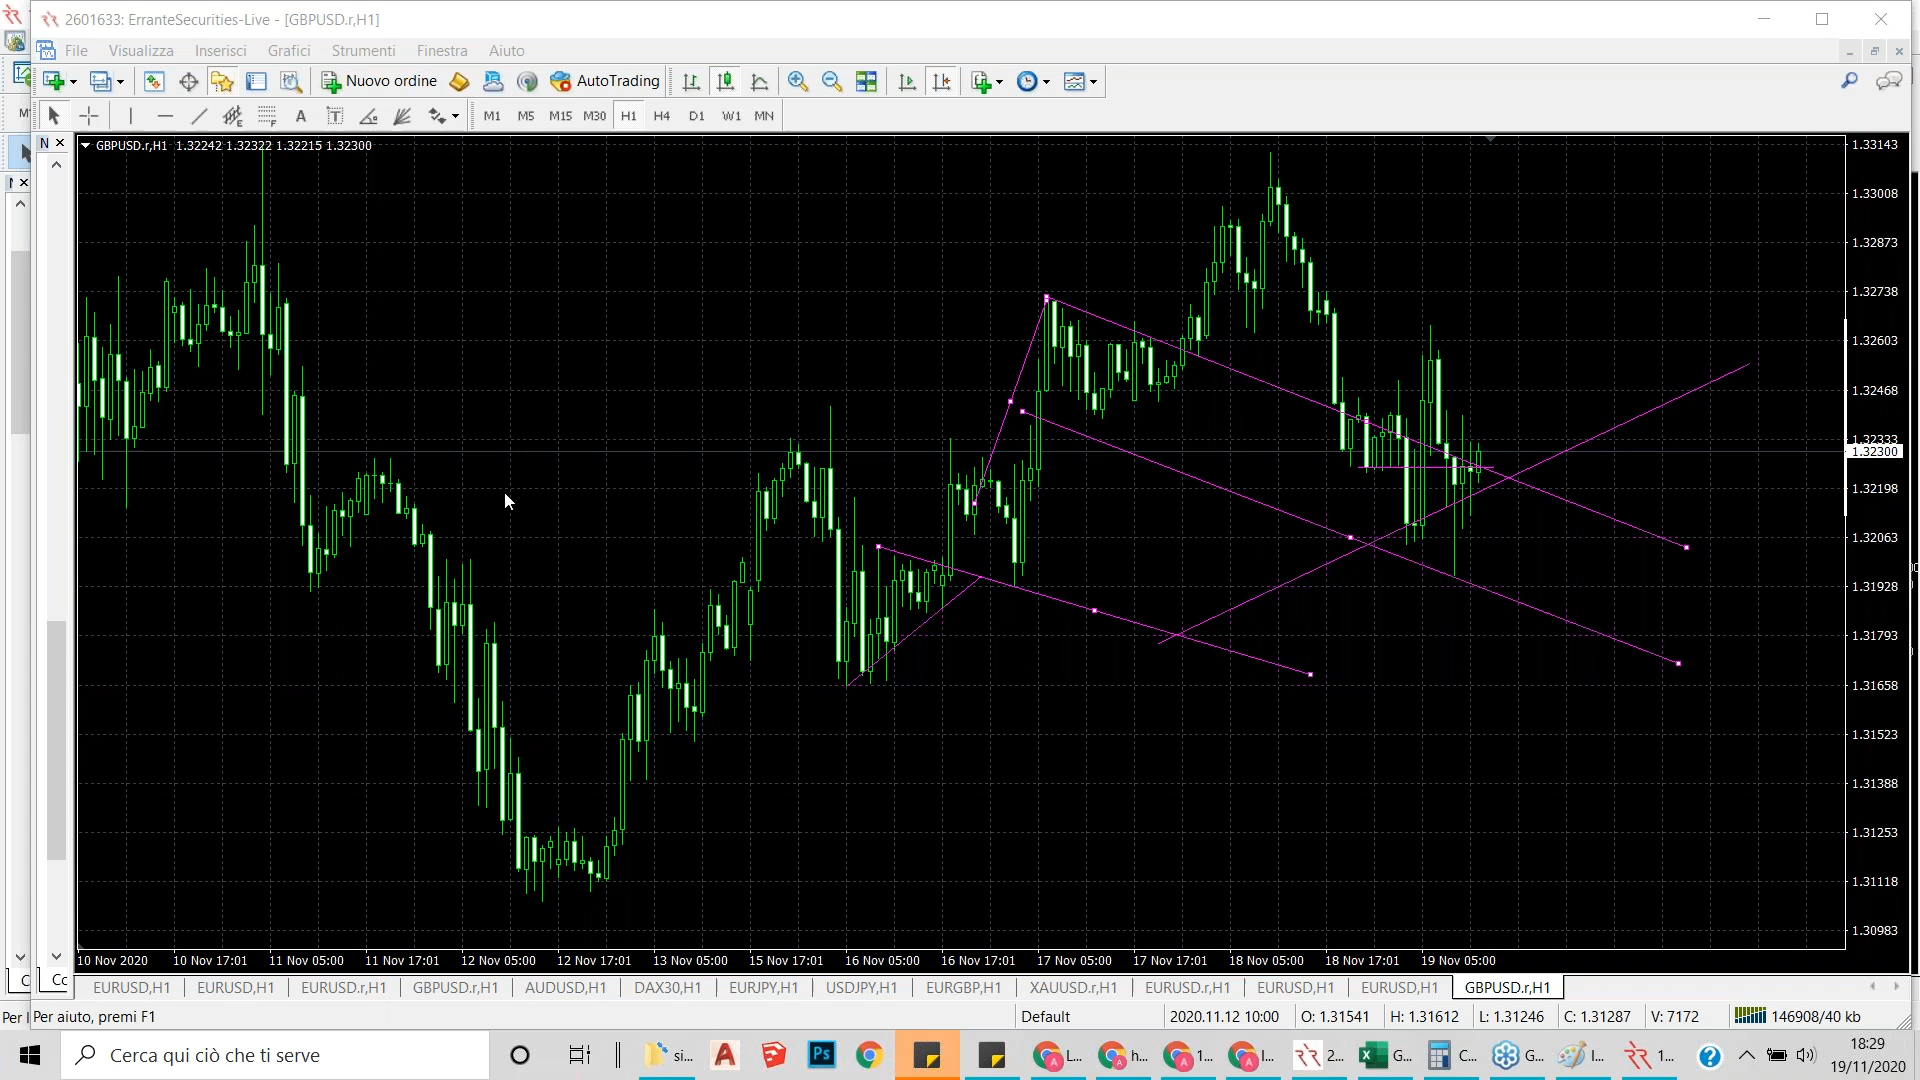 2601633: ErranteSecurities-Live - [GBPUSD.r,H1]
File Visualizza Inserisci Grafici Strumenti Finestra Aiuto
Nuovo ordine AutoTrading
A T M1 M5 M15 M30 H1 H4 D1 W1 MN
N
GBPUSD.r,H1 1.32242 1.32322 1.32215 1.32300
1.33143
1.33008
1.32873
1.32738
1.32603
1.32468
1.32333
1.32300
1.32198
1.32063
1.31928
1.31793
1.31658
1.31523
1.31388
1.31253
1.31118
1.30983
10 Nov 2020 10 Nov 17:01 11 Nov 05:00 11 Nov 17:01 12 Nov 05:00 12 Nov 17:01 13 Nov 05:00 15 Nov 17:01 16 Nov 05:00 16 Nov 17:01 17 Nov 05:00 17 Nov 17:01 18 Nov 05:00 18 Nov 17:01 19 Nov 05:00
Cc EURUSD,H1 EURUSD,H1 EURUSD.r,H1 GBPUSD.r,H1 AUDUSD,H1 DAX30,H1 EURJPY,H1 USDJPY,H1 EURGBP,H1 XAUUSD.r,H1 EURUSD.r,H1 EURUSD,H1 EURUSD,H1 GBPUSD.r,H1
Per Per aiuto, premi F1 Default 2020.11.12 10:00 O: 1.31541 H: 1.31612 L: 1.31246 C: 1.31287 V: 7172 146908/40 kb
Cerca qui ciò che ti serve si... A Ps L... h... 1... I... 2... G... C... G... I... 1... 18:29
19/11/2020